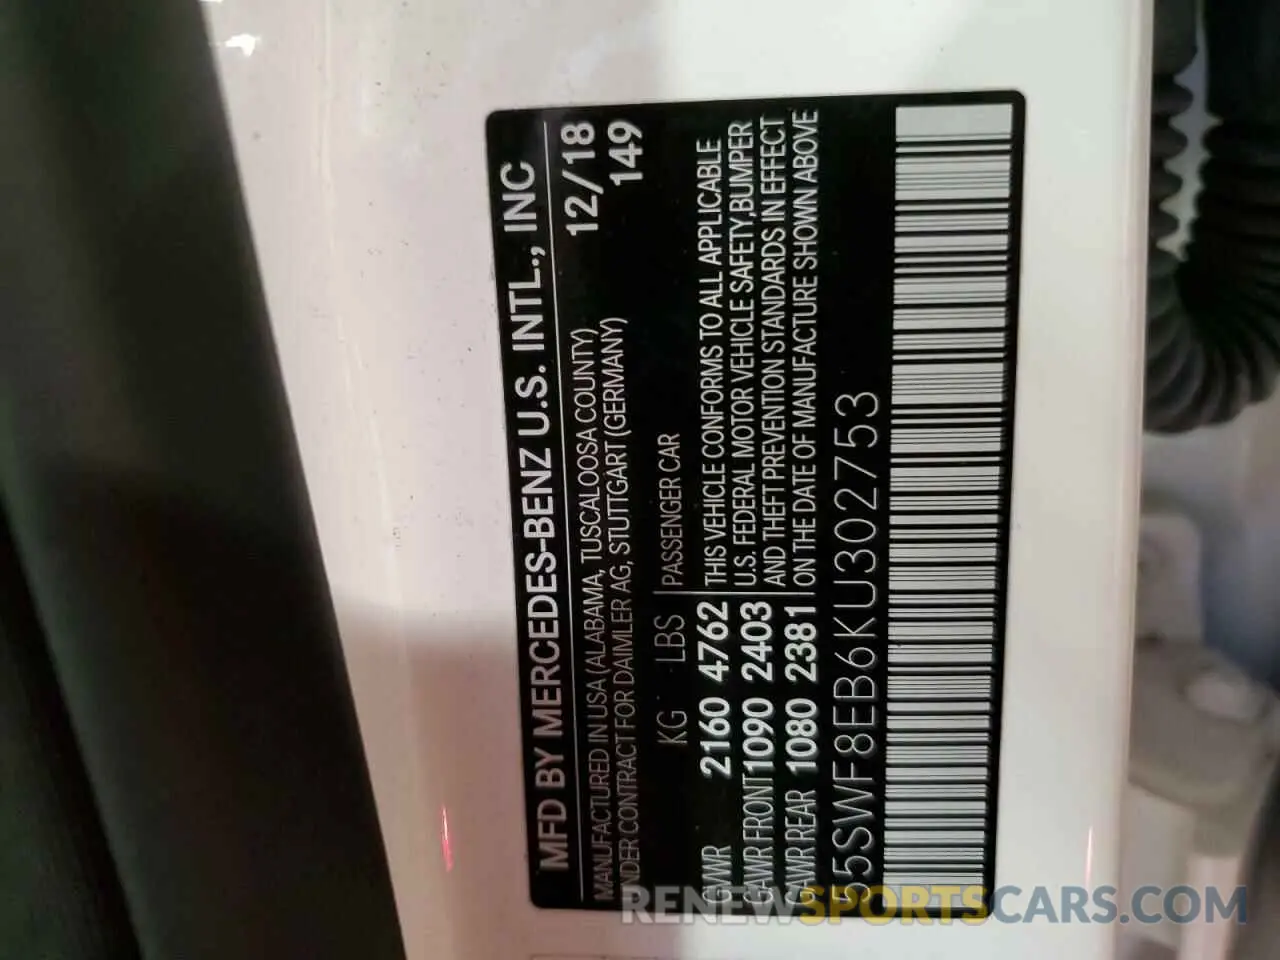 MFD BY MERCEDES-BENZ U.S. INTL., INC
MANUFACTURED IN USA (ALABAMA, TUSCALOOSA COUNTY) 12/18
UNDER CONTRACT FOR DAIMLER AG, STUTTGART (GERMANY) 149
KG LBS PASSENGER CAR
GVWR 2160 4762 THIS VEHICLE CONFORMS TO ALL APPLICABLE
GAWR FRONT 1090 2403 U.S. FEDERAL MOTOR VEHICLE SAFETY, BUMPER
GAWR REAR 1080 2381 AND THEFT PREVENTION STANDARDS IN EFFECT
ON THE DATE OF MANUFACTURE SHOWN ABOVE
55SWF8EB6KU302753
RENEWSPORTSCARS.COM